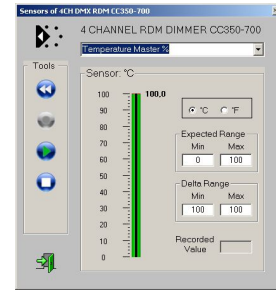 Sensors of 4CH DMX RDM CC350-700
4 CHANNEL RDM DIMMER CC350-700
Temperature Master %
Tools
Sensor: °C
100
100,0
90
80
70
60
50
40
30
20
10
0
°C °F
Expected Range
Min Max
0 100
Delta Range
Min Max
100 100
Recorded
Value